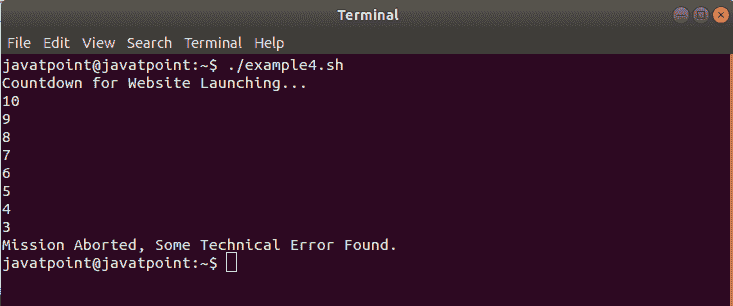 Terminal
File Edit View Search Terminal Help
javatpoint@javatpoint:~$ ./example4.sh
Countdown for Website Launching...
10
9
8
7
6
5
4
3
Mission Aborted, Some Technical Error Found.
javatpoint@javatpoint:~$